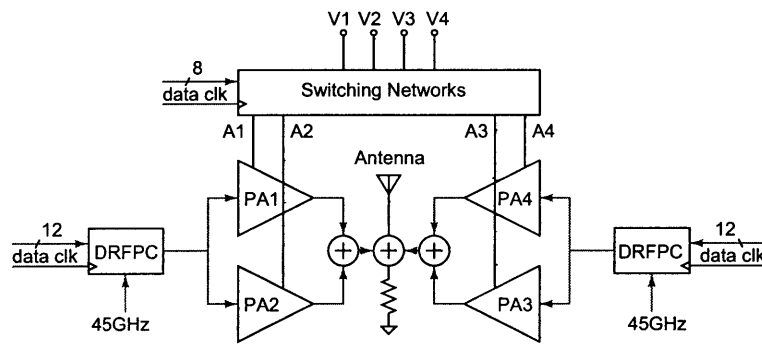 V1 V2 V3 V4
8
data clk
Switching Networks
A1 A2 A3 A4
Antenna
PA1 PA4
12 12
data clk DRFPC + + + DRFPC data clk
PA2 PA3
45GHz 45GHz